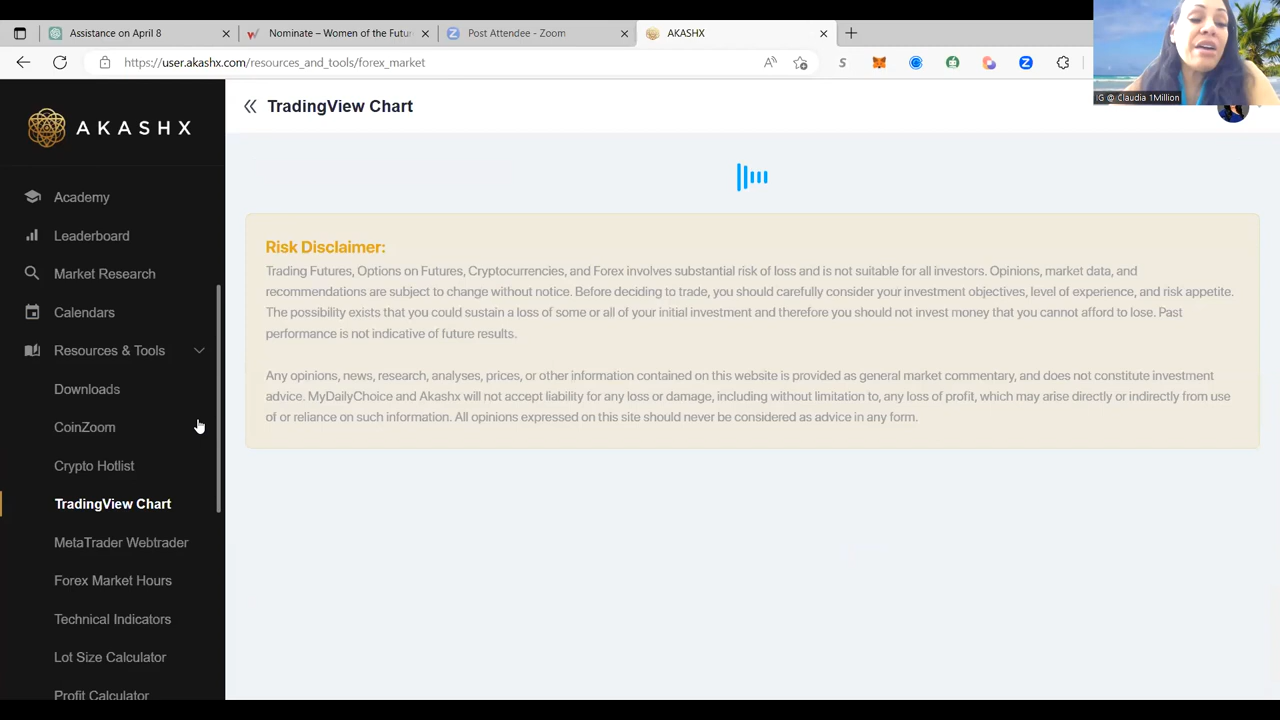 Assistance on April 8
Nominate – Women of the Futu
Post Attendee - Zoom
AKASHX
https://user.akashx.com/resources_and_tools/forex_market
IG @ Claudia 1Million
AKASHX
TradingView Chart
Academy
Leaderboard
Market Research
Calendars
Resources & Tools
Downloads
CoinZoom
Crypto Hotlist
TradingView Chart
MetaTrader Webtrader
Forex Market Hours
Technical Indicators
Lot Size Calculator
Profit Calculator
Risk Disclaimer:
Trading Futures, Options on Futures, Cryptocurrencies, and Forex involves substantial risk of loss and is not suitable for all investors. Opinions, market data, and
recommendations are subject to change without notice. Before deciding to trade, you should carefully consider your investment objectives, level of experience, and risk appetite.
The possibility exists that you could sustain a loss of some or all of your initial investment and therefore you should not invest money that you cannot afford to lose. Past
performance is not indicative of future results.
Any opinions, news, research, analyses, prices, or other information contained on this website is provided as general market commentary, and does not constitute investment
advice. MyDailyChoice and Akashx will not accept liability for any loss or damage, including without limitation to, any loss of profit, which may arise directly or indirectly from use
of or reliance on such information. All opinions expressed on this site should never be considered as advice in any form.